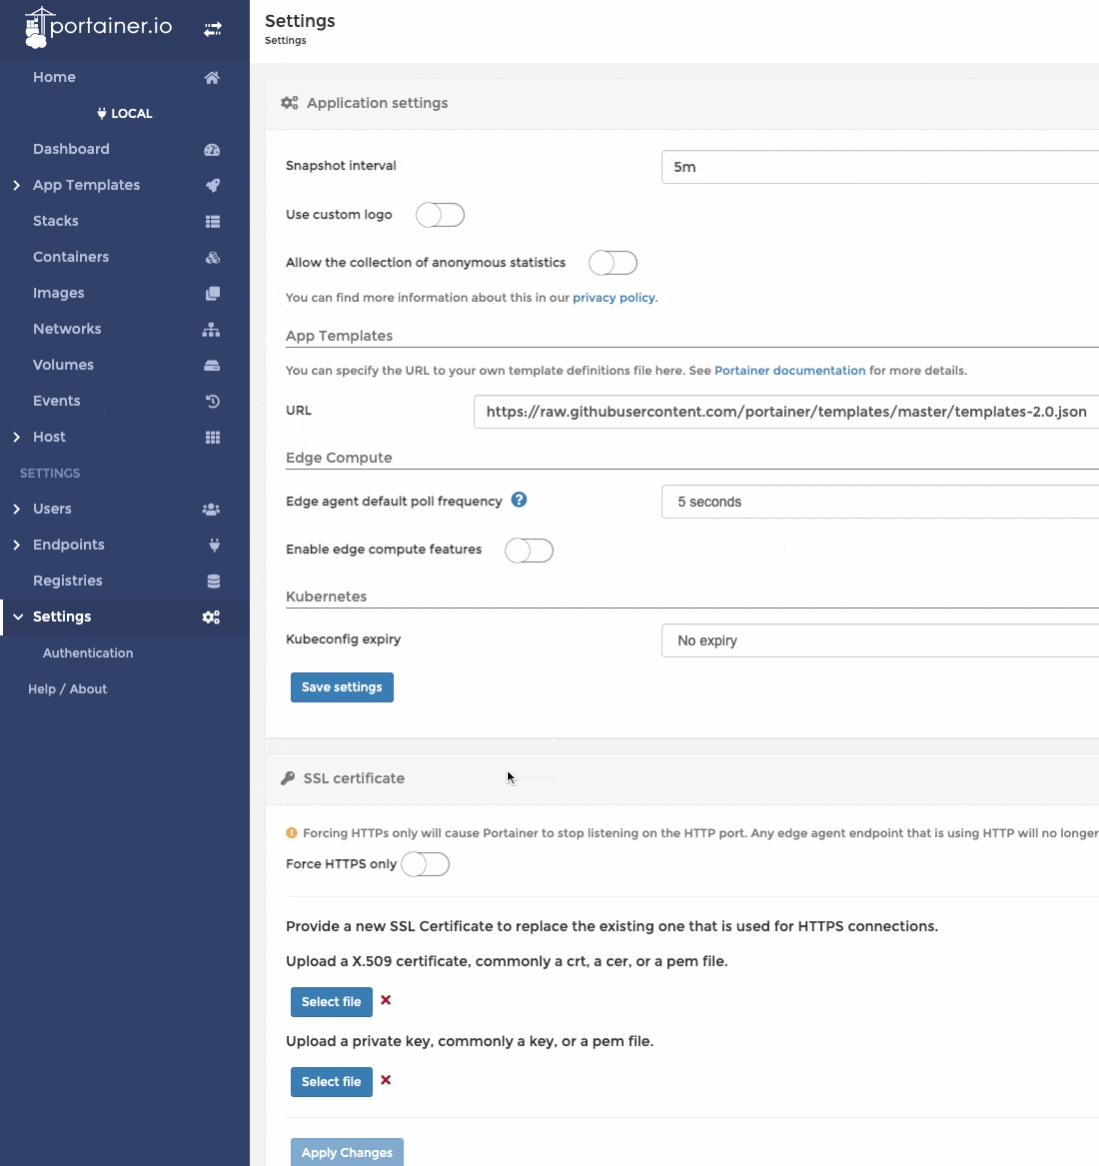 portainer.io
Home
LOCAL
Dashboard
App Templates
Stacks
Containers
Images
Networks
Volumes
Events
Host
SETTINGS
Users
Endpoints
Registries
Settings
Authentication
Help / About
Settings
Settings
Application settings
Snapshot interval 5m
Use custom logo
Allow the collection of anonymous statistics
You can find more information about this in our privacy policy.
App Templates
You can specify the URL to your own template definitions file here. See Portainer documentation for more details.
URL https://raw.githubusercontent.com/portainer/templates/master/templates-2.0.json
Edge Compute
Edge agent default poll frequency ? 5 seconds
Enable edge compute features
Kubernetes
Kubeconfig expiry No expiry
Save settings
SSL certificate
Forcing HTTPs only will cause Portainer to stop listening on the HTTP port. Any edge agent endpoint that is using HTTP will no longer
Force HTTPS only
Provide a new SSL Certificate to replace the existing one that is used for HTTPS connections.
Upload a X.509 certificate, commonly a crt, a cer, or a pem file.
Select file
Upload a private key, commonly a key, or a pem file.
Select file
Apply Changes